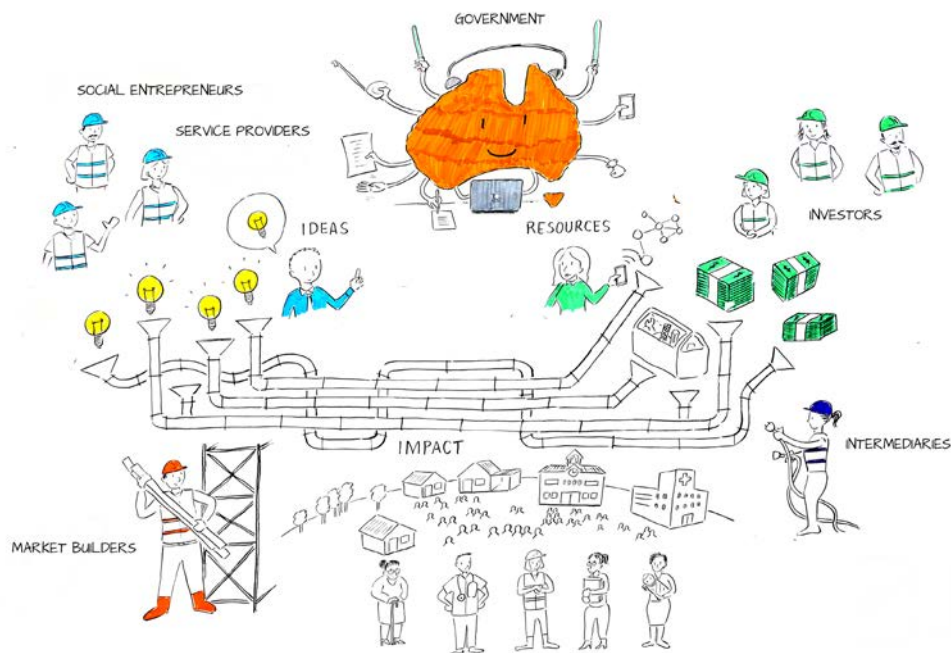 GOVERNMENT
SOCIAL ENTREPRENEURS
SERVICE PROVIDERS
IDEAS
RESOURCES
INVESTORS
IMPACT
INTERMEDIARIES
MARKET BUILDERS